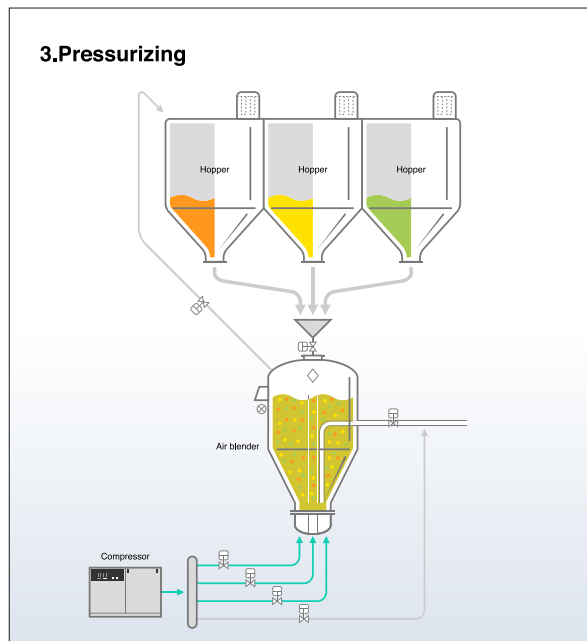 3.Pressurizing
Hopper
Hopper
Hopper
Air blender
Compressor